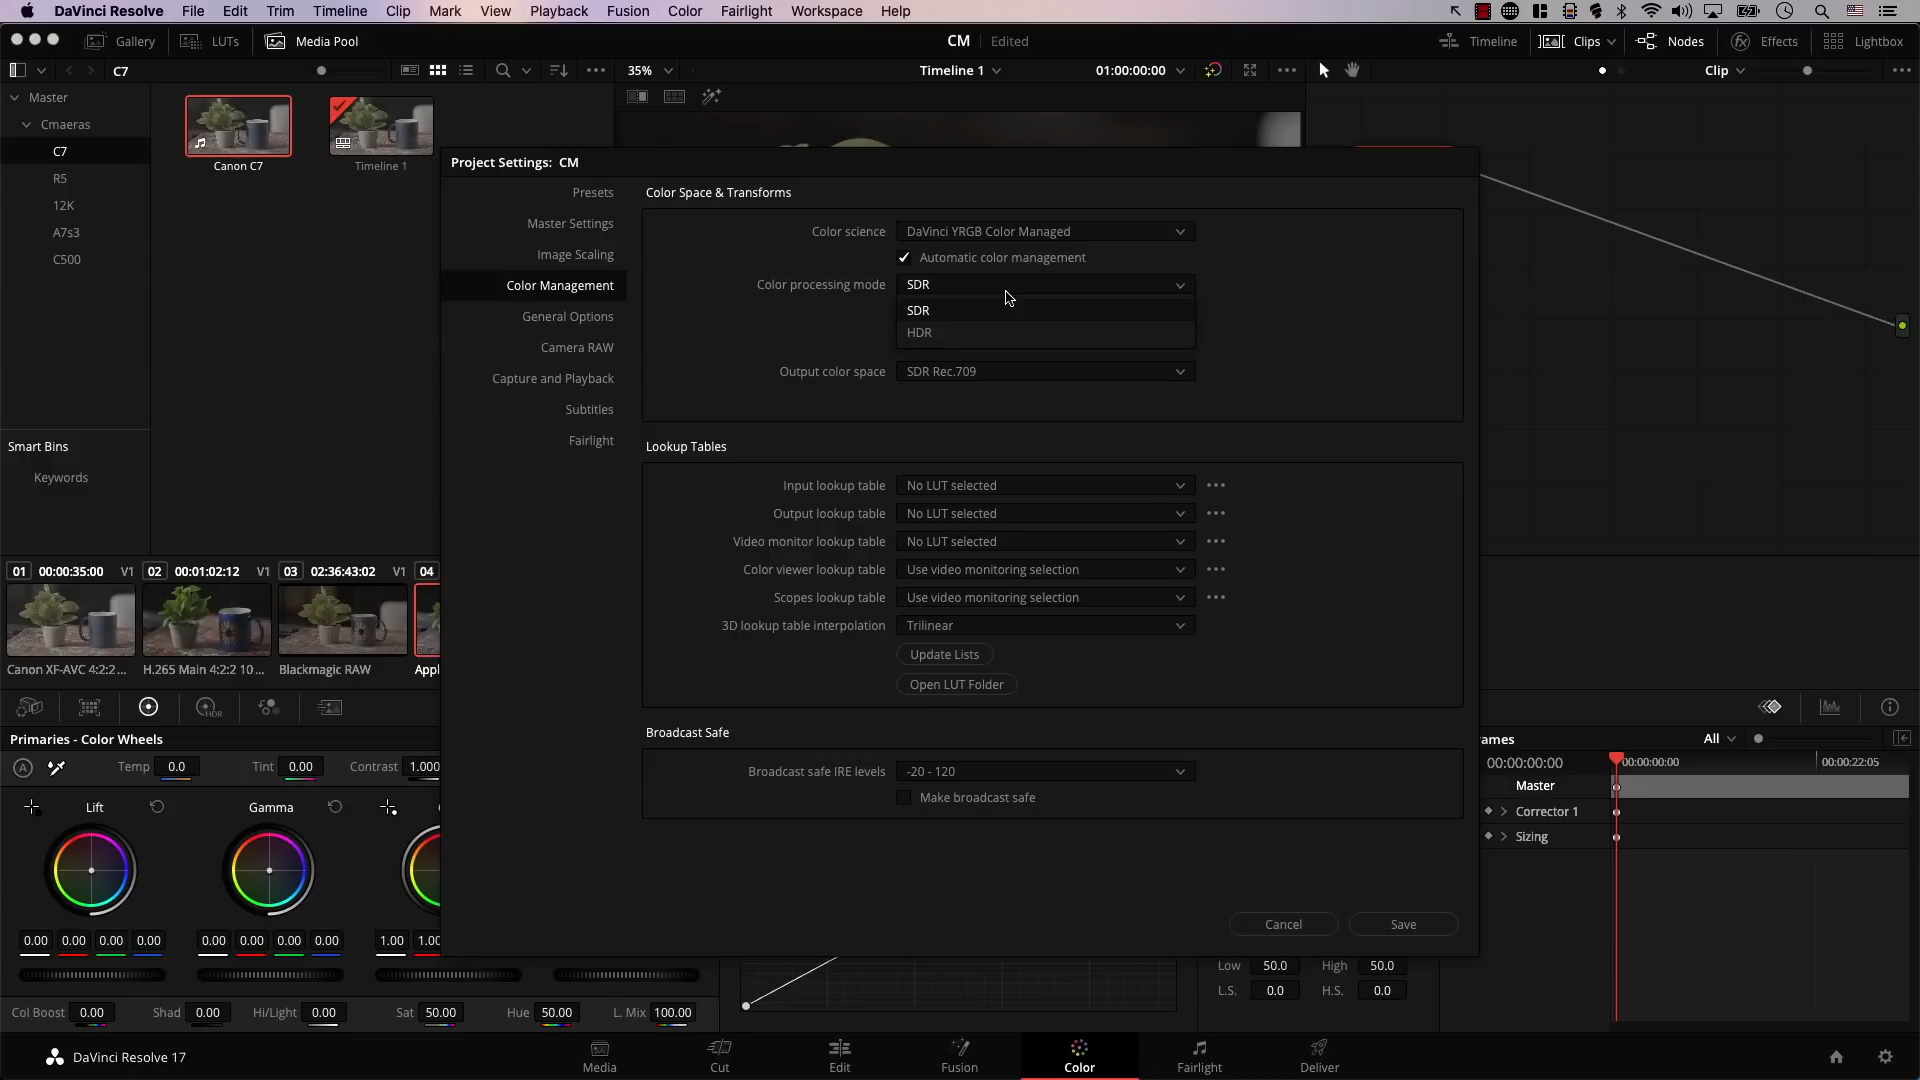 DaVinci Resolve File Edit Trim Timeline Clip Mark View Playback Fusion Color Fairlight Workspace Help
Gallery LUTs Media Pool CM Edited Timeline Clips Nodes Effects Lightbox
C7 35% Timeline 1 01:00:00:00 Clip
Master
Cmaeras
C7
R5
12K
A7s3
C500
Canon C7 Timeline 1
Smart Bins
Keywords
Project Settings: CM
Presets
Master Settings
Image Scaling
Color Management
General Options
Camera RAW
Capture and Playback
Subtitles
Fairlight
Color Space & Transforms
Color science DaVinci YRGB Color Managed
Automatic color management
Color processing mode SDR
SDR
HDR
Output color space SDR Rec.709
Lookup Tables
Input lookup table No LUT selected
Output lookup table No LUT selected
Video monitor lookup table No LUT selected
Color viewer lookup table Use video monitoring selection
Scopes lookup table Use video monitoring selection
3D lookup table interpolation Trilinear
Update Lists
Open LUT Folder
Broadcast Safe
Broadcast safe IRE levels -20 - 120
Make broadcast safe
Cancel Save
01 00:00:35:00 V1 02 00:01:02:12 V1 03 02:36:43:02 V1 04
Canon XF-AVC 4:2:2 ... H.265 Main 4:2:2 10 ... Blackmagic RAW Appl
HDR
Primaries - Color Wheels
A Temp 0.0 Tint 0.00 Contrast 1.000
Lift Gamma
0.00 0.00 0.00 0.00 0.00 0.00 0.00 0.00 1.00 1.0
Col Boost 0.00 Shad 0.00 Hi/Light 0.00 Sat 50.00 Hue 50.00 L. Mix 100.00
Low 50.0 High 50.0
L.S. 0.0 H.S. 0.0
ames All
00:00:00:00 00:00:00:00 00:00:22:05
Master
Corrector 1
Sizing
DaVinci Resolve 17 Media Cut Edit Fusion Color Fairlight Deliver